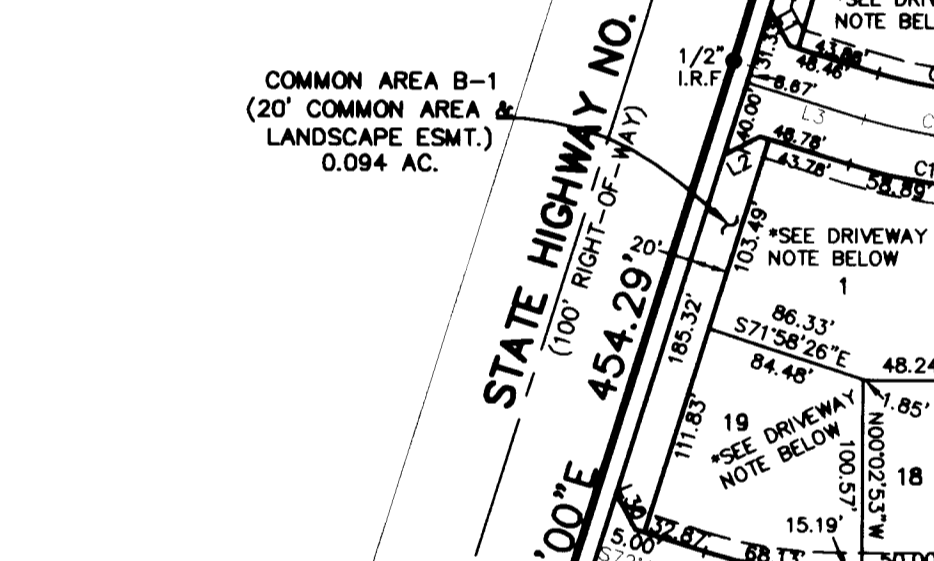 *SEE DRI
NOTE BEL
COMMON AREA B-1
(20' COMMON AREA &
LANDSCAPE ESMT.)
0.094 AC.
STATE HIGHWAY NO.
(100' RIGHT-OF-WAY)
1/2"
I.R.F
43.88'
48.46'
8.67'
L3
C
40.00'
L2
48.78'
43.78'
C1
58.89'
103.49'
*SEE DRIVEWAY
NOTE BELOW
1
20'
454.29'
'00"E
185.32'
86.33'
S71°58'26"E
84.48'
48.24
1.85'
111.83'
19
*SEE DRIVEWAY
NOTE BELOW
100.57'
N00°02'53"W
18
15.19'
32.87'
5.00'